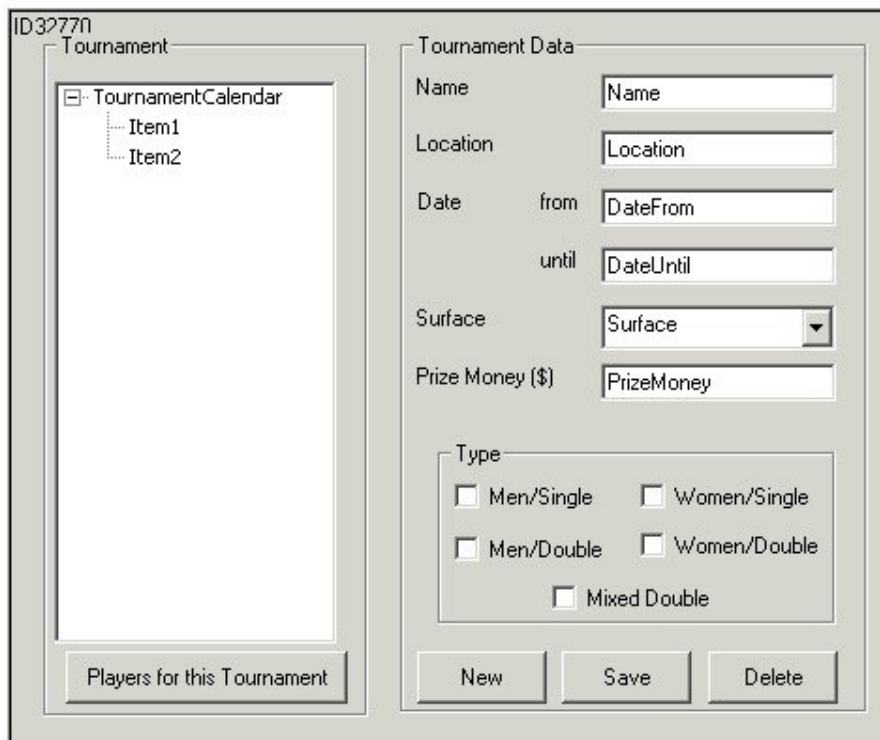 ID32770
Tournament
TournamentCalendar
Item1
Item2
Players for this Tournament
Tournament Data
Name Name
Location Location
Date from DateFrom
until DateUntil
Surface Surface
Prize Money ($) PrizeMoney
Type
Men/Single Women/Single
Men/Double Women/Double
Mixed Double
New Save Delete